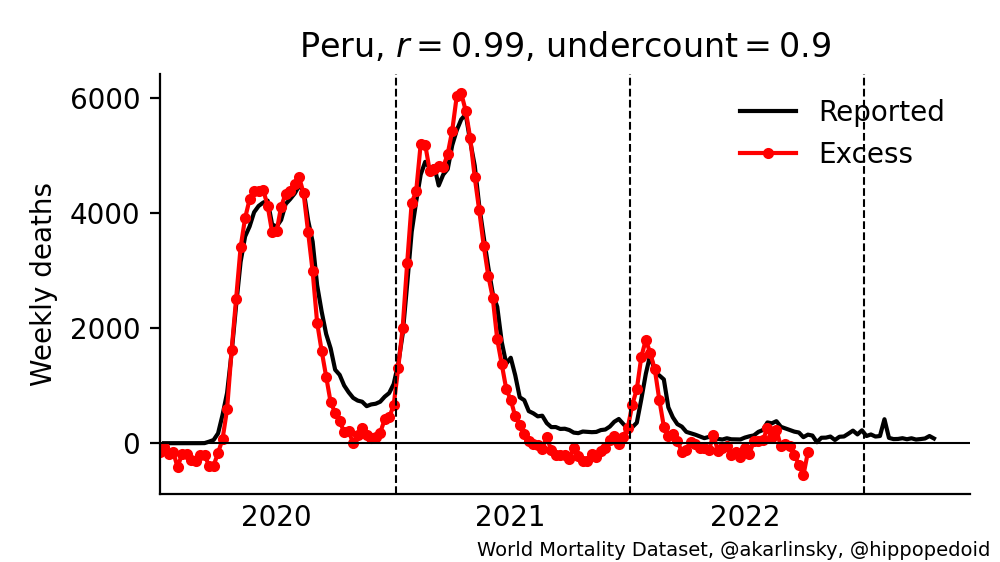 Peru, r = 0.99, undercount = 0.9
6000
4000
2000
0
Weekly deaths
Reported
Excess
2020 2021 2022
World Mortality Dataset, @akarlinsky, @hippopedoid